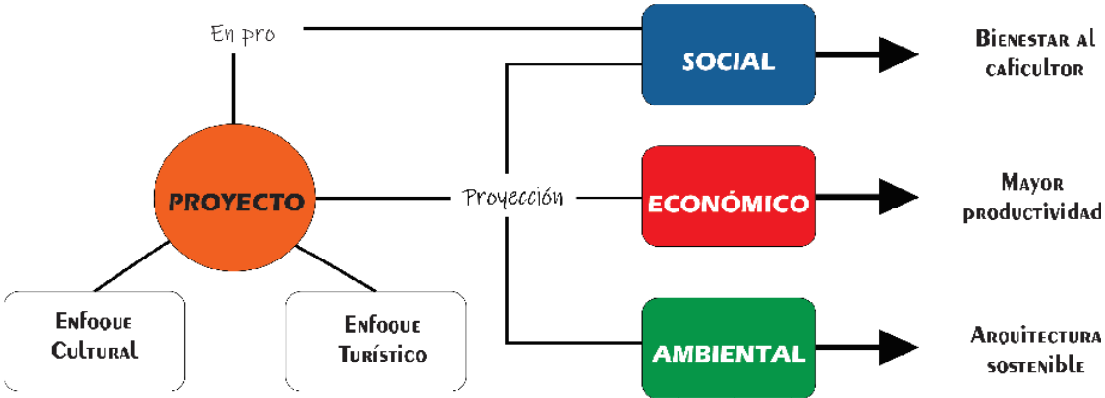 En pro
SOCIAL
Bienestar al
caficultor
PROYECTO
Proyección
ECONÓMICO
Mayor
productividad
Enfoque
Cultural
Enfoque
Turístico
AMBIENTAL
Arquitectura
sostenible